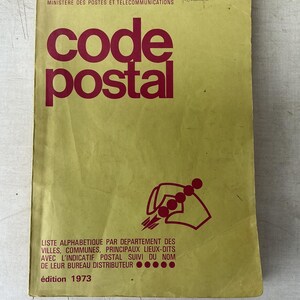 MINISTERE DES POSTES ET TELECOMMUNICATIONS
code
postal
LISTE ALPHABETIQUE PAR DEPARTEMENT DES
VILLES, COMMUNES, PRINCIPAUX LIEUX-DITS
AVEC L'INDICATIF POSTAL SUIVI DU NOM
DE LEUR BUREAU DISTRIBUTEUR
édition 1973